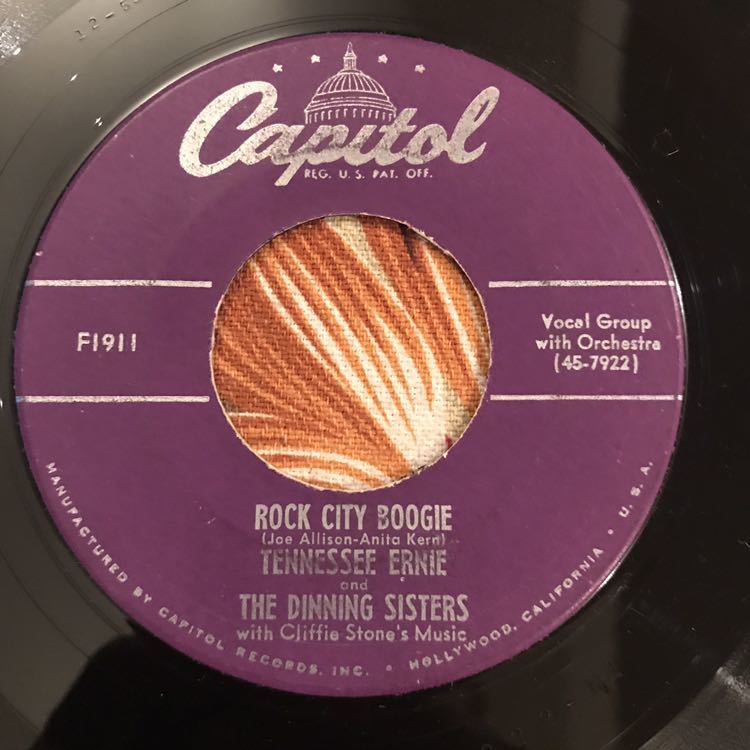 Capitol
REG. U. S. PAT. OFF.
F1911
Vocal Group
with Orchestra
(45-7922)
ROCK CITY BOOGIE
(Joe Allison-Anita Kern)
TENNESSEE ERNIE
and
THE DINNING SISTERS
with Cliffie Stone's Music
MANUFACTURED BY CAPITOL RECORDS, INC. • HOLLYWOOD, CALIFORNIA • U. S. A.